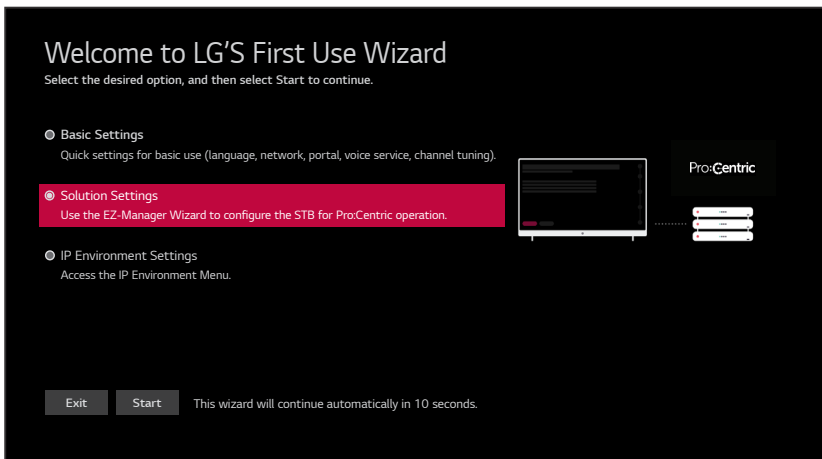 Welcome to LG'S First Use Wizard
Select the desired option, and then select Start to continue.
Basic Settings
Quick settings for basic use (language, network, portal, voice service, channel tuning).
Pro:Centric
Solution Settings
Use the EZ-Manager Wizard to configure the STB for Pro:Centric operation.
IP Environment Settings
Access the IP Environment Menu.
Exit
Start
This wizard will continue automatically in 10 seconds.